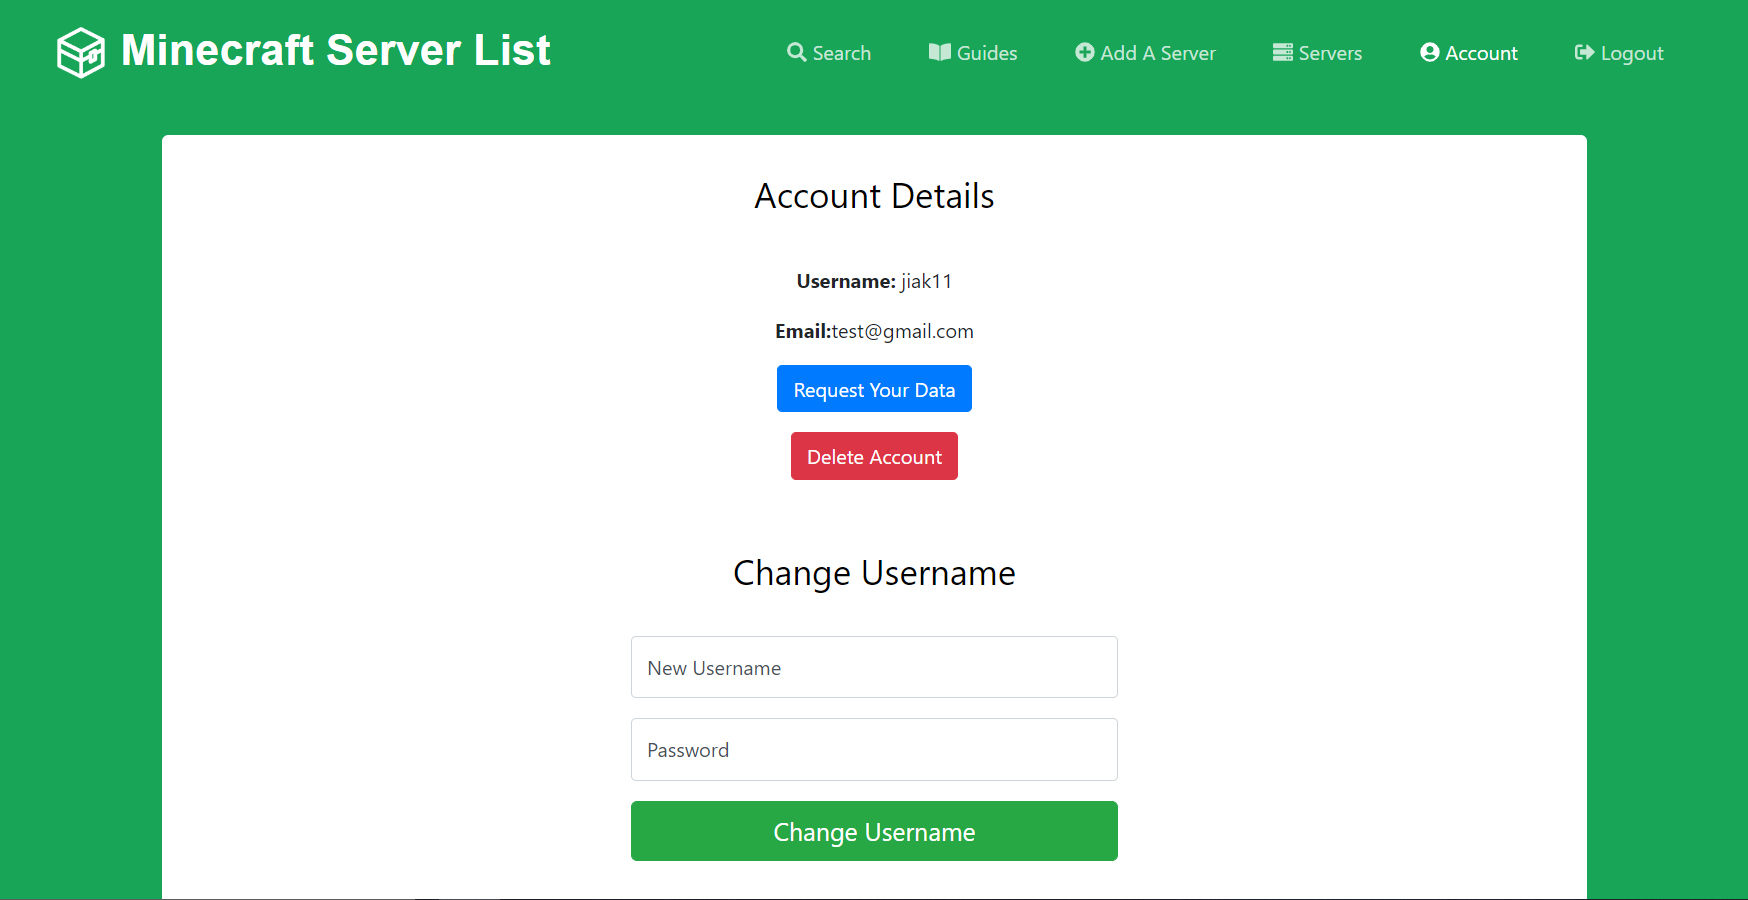 Minecraft Server List
Search
Guides
Add A Server
Servers
Account
Logout
Account Details
Username: jiak11
Email:test@gmail.com
Request Your Data
Delete Account
Change Username
New Username
Password
Change Username